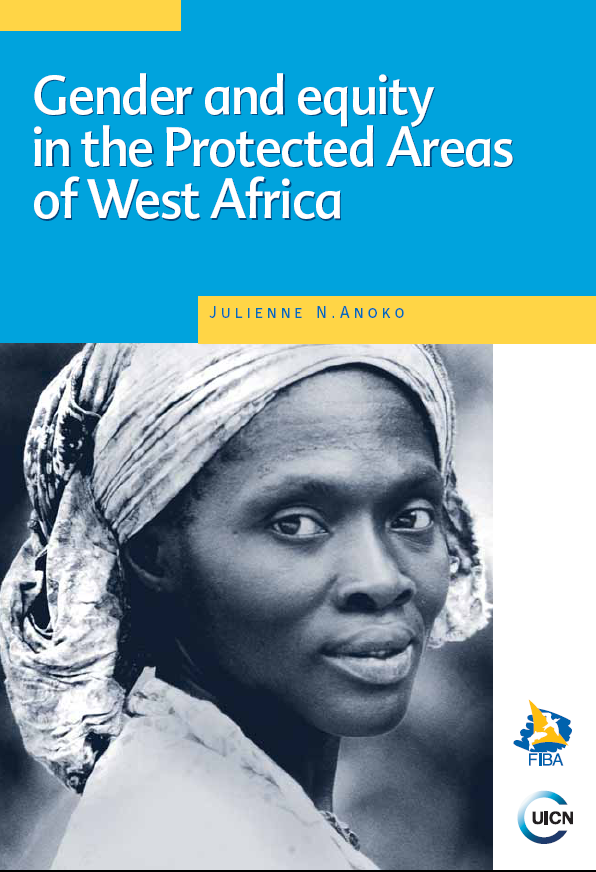 Gender and equity
in the Protected Areas
of West Africa
JULIENNE N.ANOKO
FIBA
UICN